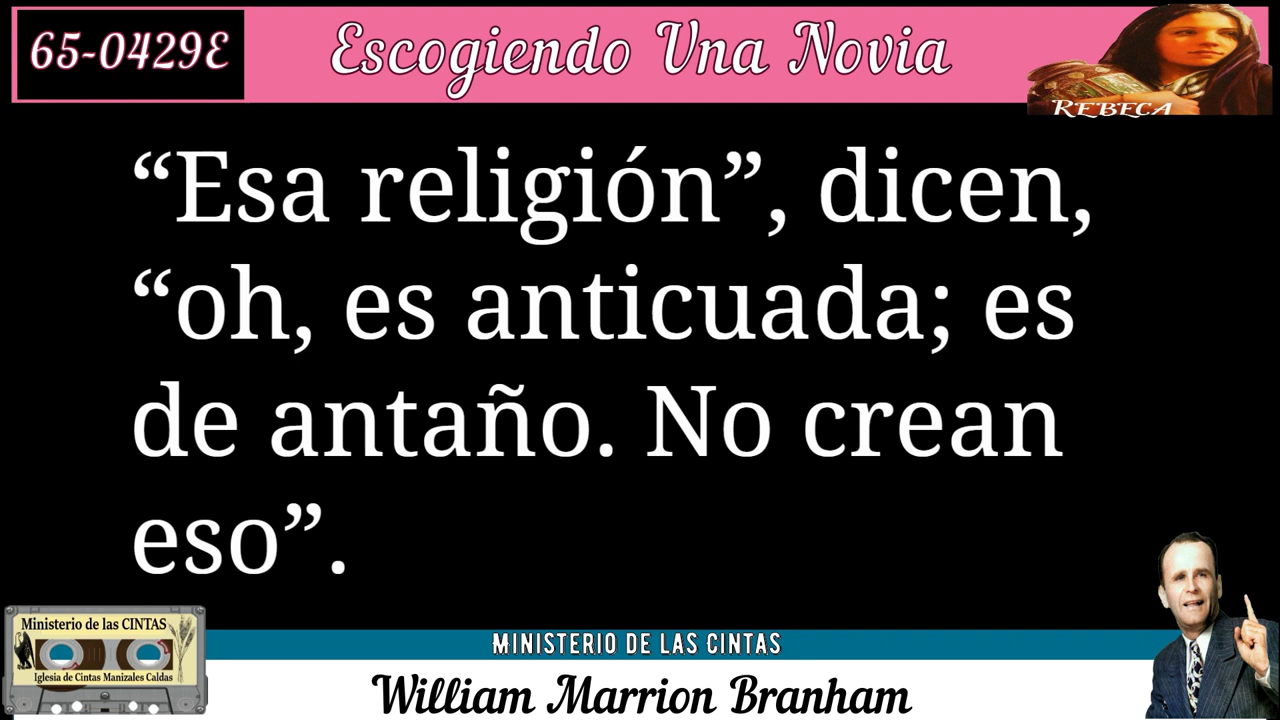 65-0429E
Escogiendo Una Novia
REBECA
“Esa religión”, dicen,
“oh, es anticuada; es
de antaño. No crean
eso”.
Ministerio de las CINTAS
Iglesia de Cintas Manizales Caldas
MINISTERIO DE LAS CINTAS
William Marrion Branham